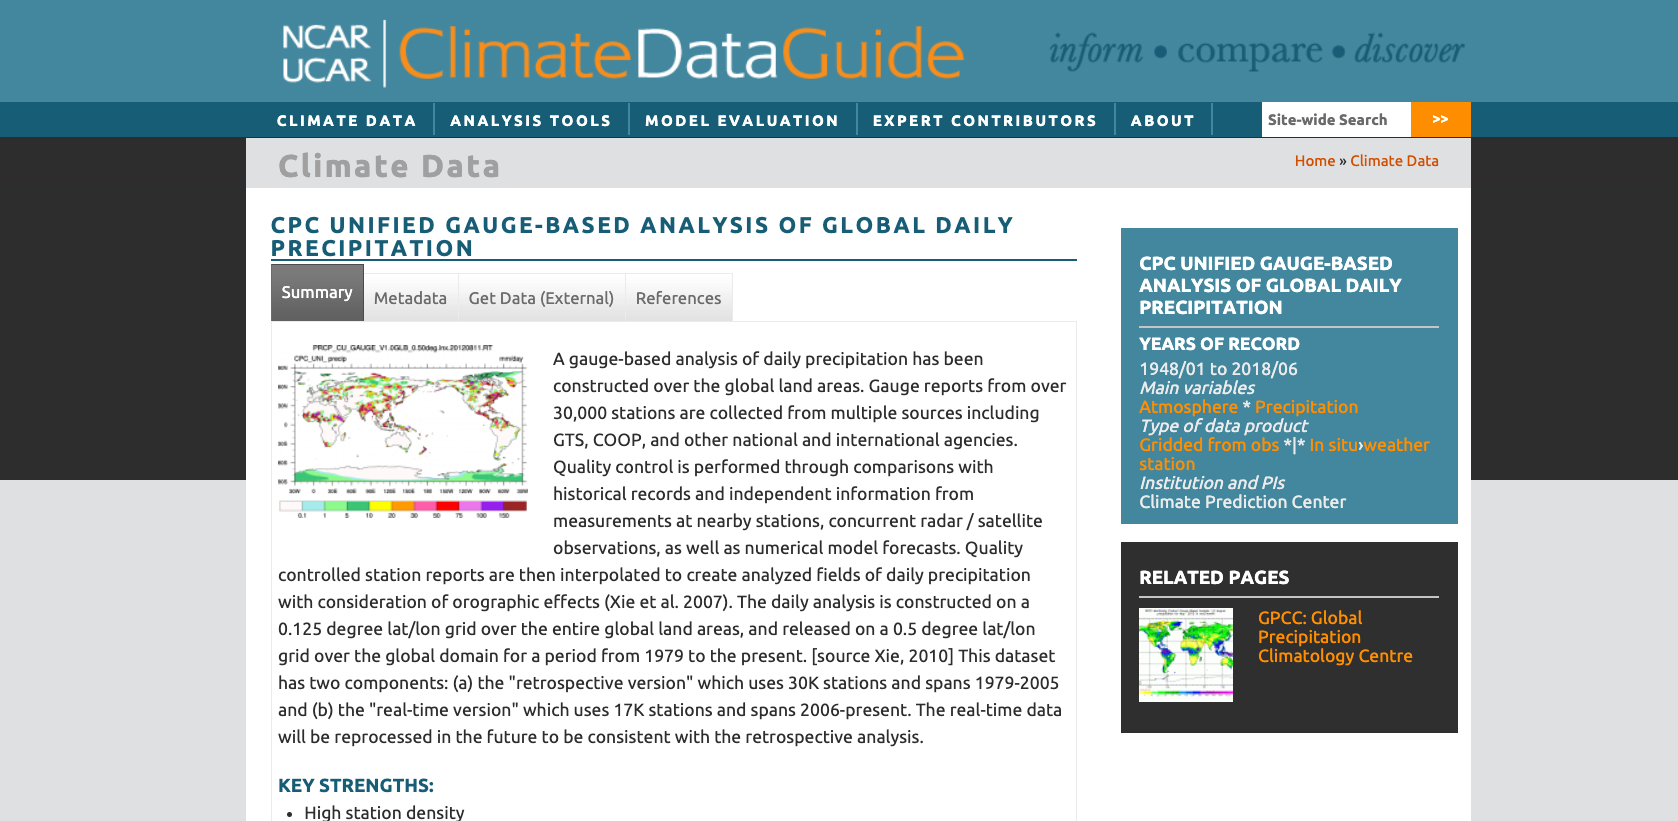 NCAR
UCAR
ClimateDataGuide
inform • compare • discover
CLIMATE DATA
ANALYSIS TOOLS
MODEL EVALUATION
EXPERT CONTRIBUTORS
ABOUT
Site-wide Search
>>
Climate Data
Home » Climate Data
CPC UNIFIED GAUGE-BASED ANALYSIS OF GLOBAL DAILY
PRECIPITATION
Summary
Metadata
Get Data (External)
References
PRCP_CU_GAUGE_V1.0GLB_0.50deg.lnx.20120811.RT
CPC_UNI_ precip
mm/day
0.1 1 5 10 20 30 50 75 100 150
A gauge-based analysis of daily precipitation has been
constructed over the global land areas. Gauge reports from over
30,000 stations are collected from multiple sources including
GTS, COOP, and other national and international agencies.
Quality control is performed through comparisons with
historical records and independent information from
measurements at nearby stations, concurrent radar / satellite
observations, as well as numerical model forecasts. Quality
controlled station reports are then interpolated to create analyzed fields of daily precipitation
with consideration of orographic effects (Xie et al. 2007). The daily analysis is constructed on a
0.125 degree lat/lon grid over the entire global land areas, and released on a 0.5 degree lat/lon
grid over the global domain for a period from 1979 to the present. [source Xie, 2010] This dataset
has two components: (a) the "retrospective version" which uses 30K stations and spans 1979-2005
and (b) the "real-time version" which uses 17K stations and spans 2006-present. The real-time data
will be reprocessed in the future to be consistent with the retrospective analysis.
KEY STRENGTHS:
• High station density
CPC UNIFIED GAUGE-BASED
ANALYSIS OF GLOBAL DAILY
PRECIPITATION
YEARS OF RECORD
1948/01 to 2018/06
Main variables
Atmosphere * Precipitation
Type of data product
Gridded from obs *|* In situ›weather
station
Institution and PIs
Climate Prediction Center
RELATED PAGES
GPCC: Global
Precipitation
Climatology Centre